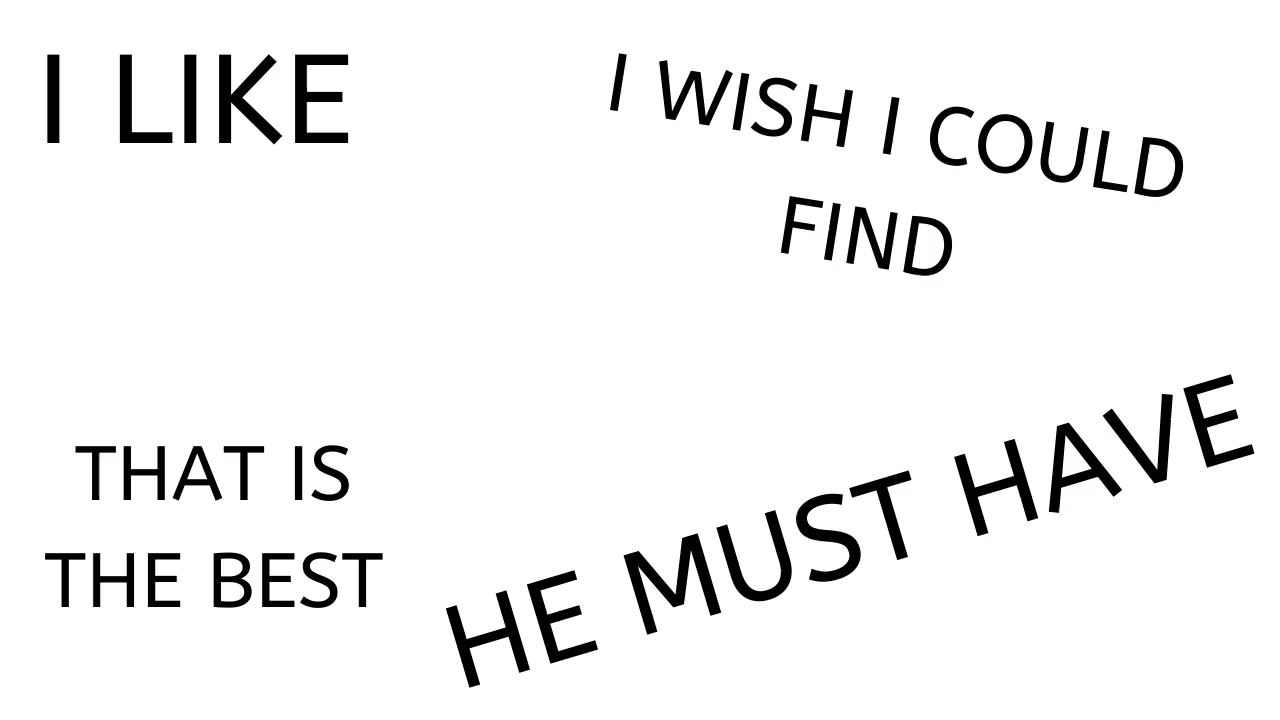 I LIKE
I WISH I COULD
FIND
THAT IS
THE BEST
HE MUST HAVE